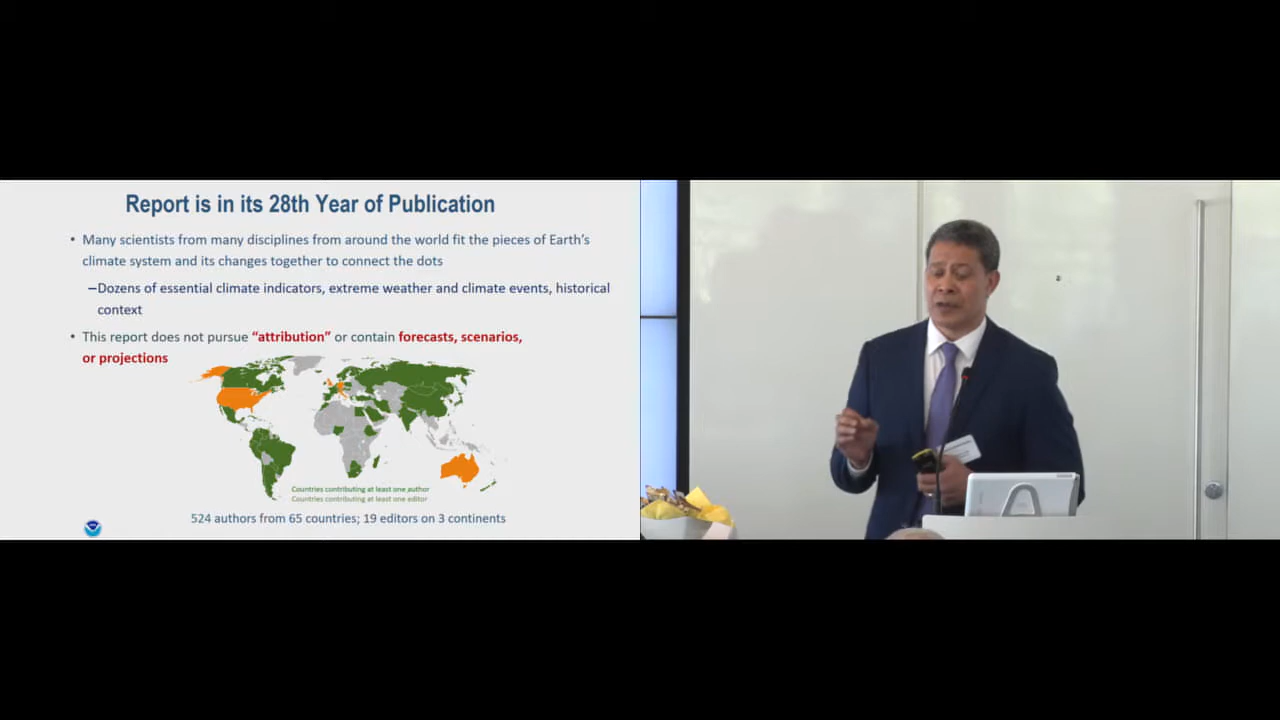 Report is in its 28th Year of Publication
• Many scientists from many disciplines from around the world fit the pieces of Earth's
climate system and its changes together to connect the dots
–Dozens of essential climate indicators, extreme weather and climate events, historical
context
• This report does not pursue “attribution” or contain forecasts, scenarios,
or projections
Countries contributing at least one author
Countries contributing at least one editor
524 authors from 65 countries; 19 editors on 3 continents